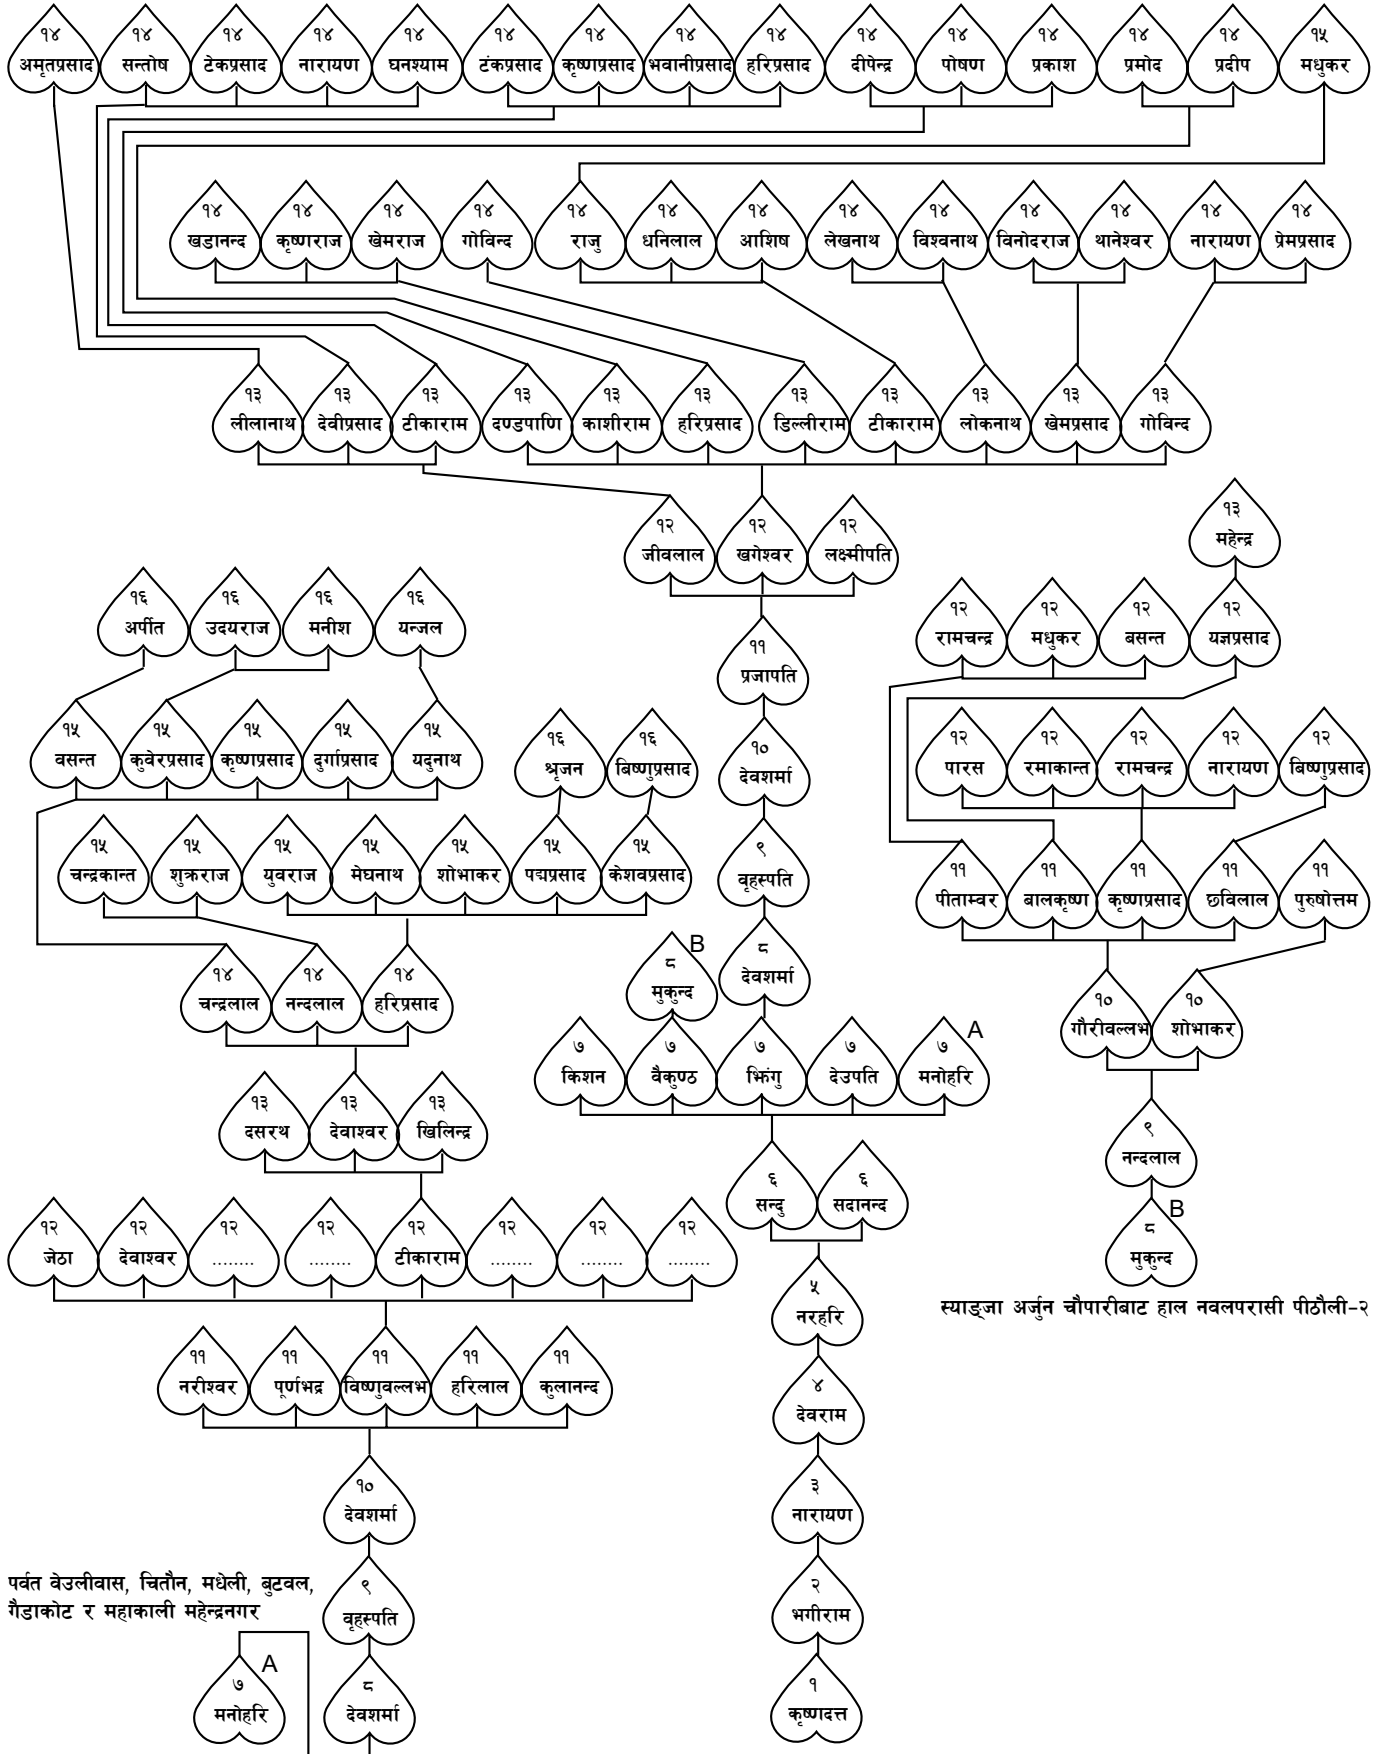 १४ १४ १४ १४ १४ १४ १४ १४ १४ १४ १४ १४ १४ १४ १५
अमृतप्रसाद सन्तोष टेकप्रसाद नारायण घनश्याम टंकप्रसाद कृष्णप्रसाद भवानीप्रसाद हरिप्रसाद दीपेन्द्र पोषण प्रकाश प्रमोद प्रदीप मधुकर
१४ १४ १४ १४ १४ १४ १४ १४ १४ १४ १४ १४ १४
खडानन्द कृष्णराज खेमराज गोविन्द राजु धनिलाल आशिष लेखनाथ विश्वनाथ विनोदराज थानेश्वर नारायण प्रेमप्रसाद
१३ १३ १३ १३ १३ १३ १३ १३ १३ १३ १३
लीलानाथ देवीप्रसाद टीकाराम दण्डपाणि काशीराम हरिप्रसाद डिल्लीराम टीकाराम लोकनाथ खेमप्रसाद गोविन्द
१२ १२ १२
जीवलाल खगेश्वर लक्ष्मीपति
१३
महेन्द्र
१६ १६ १६ १६
अर्पीत उदयराज मनीश यन्जल
१२ १२ १२ १२
रामचन्द्र मधुकर बसन्त यज्ञप्रसाद
११
प्रजापति
१५ १५ १५ १५ १५
वसन्त कुवेरप्रसाद कृष्णप्रसाद दुर्गाप्रसाद यदुनाथ
१६ १६
श्रृजन बिष्णुप्रसाद
१०
देवशर्मा
१२ १२ १२ १२ १२
पारस रमाकान्त रामचन्द्र नारायण बिष्णुप्रसाद
१५ १५ १५ १५ १५ १५ १५
चन्द्रकान्त शुक्रराज युवराज मेघनाथ शोभाकर पद्मप्रसाद केशवप्रसाद
९
वृहस्पति
११ ११ ११ ११ ११
पीताम्वर बालकृष्ण कृष्णप्रसाद छविलाल पुरुषोत्तम
B
८ ८
मुकुन्द देवशर्मा
१४ १४ १४
चन्द्रलाल नन्दलाल हरिप्रसाद
१० १०
गौरीवल्लभ शोभाकर
A
७ ७ ७ ७ ७
किशन वैकुण्ठ झिंगु देउपति मनोहरि
१३ १३ १३
दसरथ देवाश्वर खिलिन्द्र
९
नन्दलाल
६ ६
सन्दु सदानन्द
B
८
मुकुन्द
१२ १२ १२ १२ १२ १२ १२ १२
जेठा देवाश्वर ........ ........ टीकाराम ........ ........ ........
स्याङ्जा अर्जुन चौपारीबाट हाल नवलपरासी पीठौली-२
५
नरहरि
११ ११ ११ ११ ११
नरीश्वर पूर्णभद्र विष्णुवल्लभ हरिलाल कुलानन्द
४
देवराम
१०
देवशर्मा
३
नारायण
पर्वत वेउलीवास, चितौन, मधेली, बुटवल,
गैडाकोट र महाकाली महेन्द्रनगर
९
वृहस्पति
२
भगीराम
A
७ ८
मनोहरि देवशर्मा
१
कृष्णदत्त